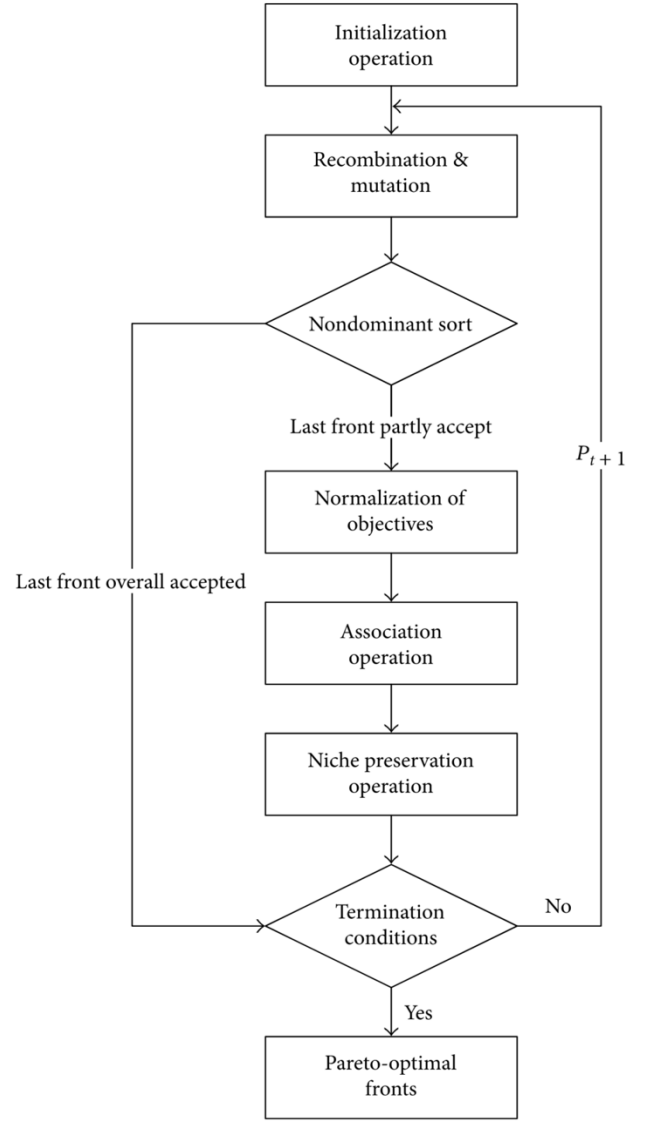 Initialization
operation
Recombination &
mutation
Nondominant sort
Last front partly accept
P_{t + 1}
Normalization of
objectives
Last front overall accepted
Association
operation
Niche preservation
operation
Termination
conditions
No
Yes
Pareto-optimal
fronts